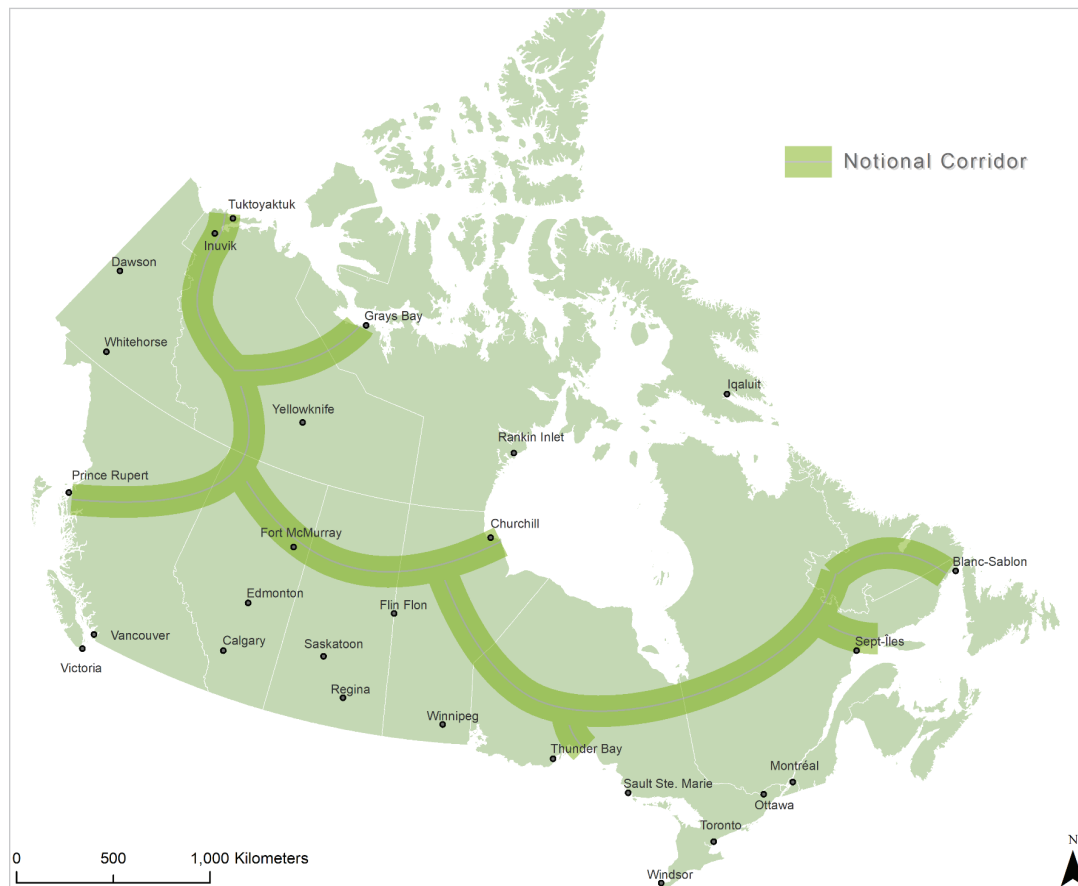 Notional Corridor
Tuktoyaktuk
Inuvik
Dawson
Grays Bay
Whitehorse
Iqaluit
Yellowknife
Rankin Inlet
Prince Rupert
Churchill
Fort McMurray
Blanc-Sablon
Edmonton
Flin Flon
Vancouver
Calgary
Saskatoon
Sept-Îles
Victoria
Regina
Winnipeg
Thunder Bay
Montréal
Sault Ste. Marie
Ottawa
Toronto
N
0 500 1,000 Kilometers
Windsor